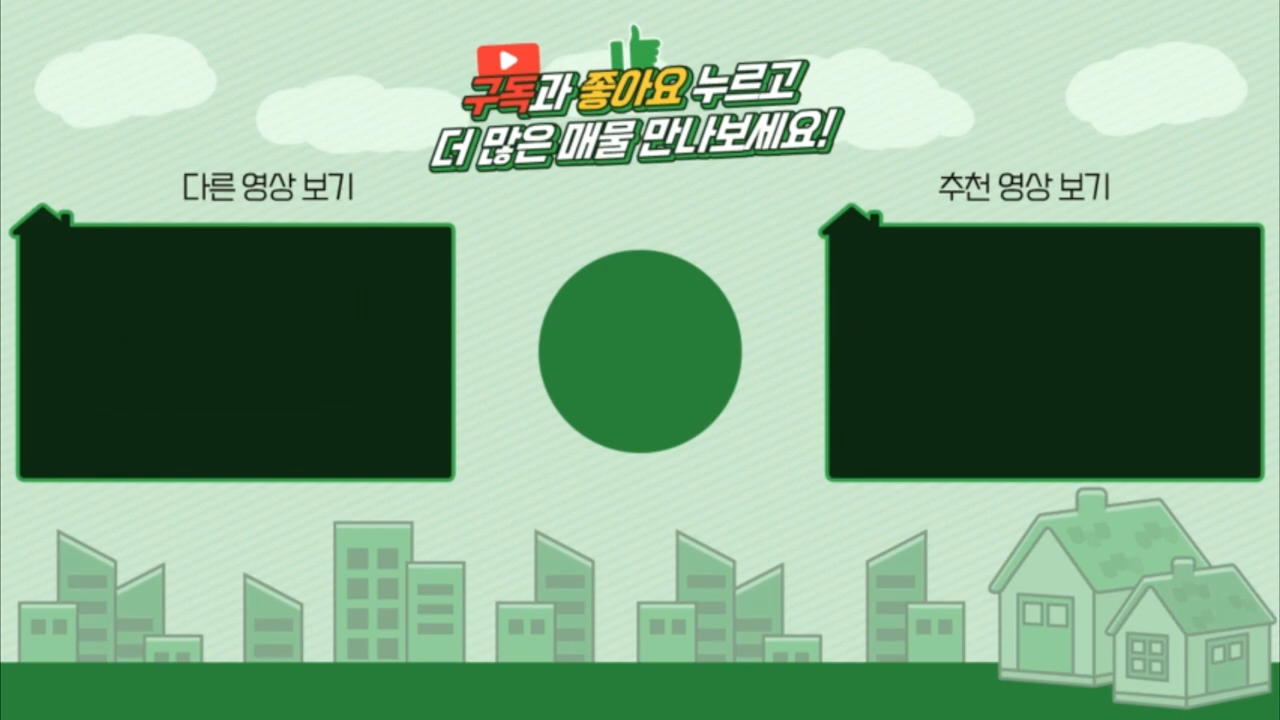 구독과 좋아요 누르고
더 많은 매물 만나보세요!
다른 영상 보기
추천 영상 보기